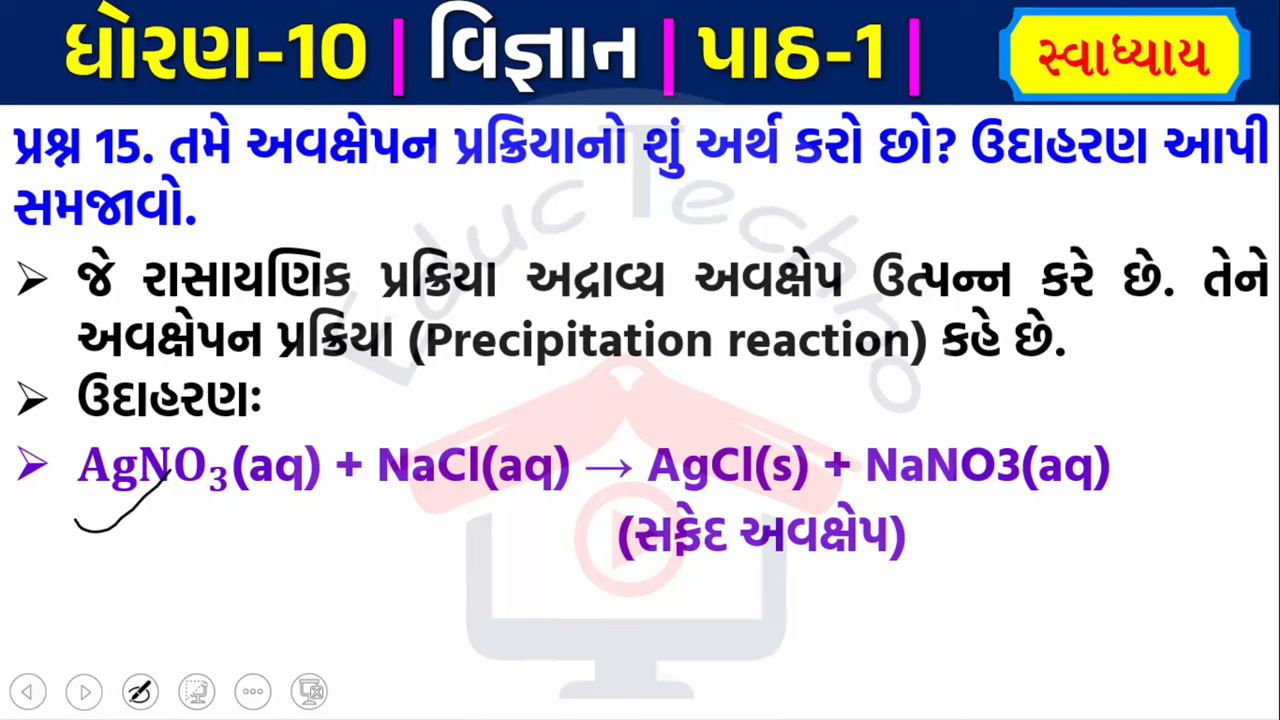 ધોરણ-10 | વિજ્ઞાન | પાઠ-1 |
સ્વાધ્યાય
પ્રશ્ન 15. તમે અવક્ષેપન પ્રક્રિયાનો શું અર્થ કરો છો? ઉદાહરણ આપી
સમજાવો.
➢ જે રાસાયણિક પ્રક્રિયા અદ્રાવ્ય અવક્ષેપ ઉત્પન્ન કરે છે. તેને
અવક્ષેપન પ્રક્રિયા (Precipitation reaction) કહે છે.
➢ ઉદાહરણઃ
➢ AgNO₃(aq) + NaCl(aq) → AgCl(s) + NaNO3(aq)
(સફેદ અવક્ષેપ)
Educ Techho